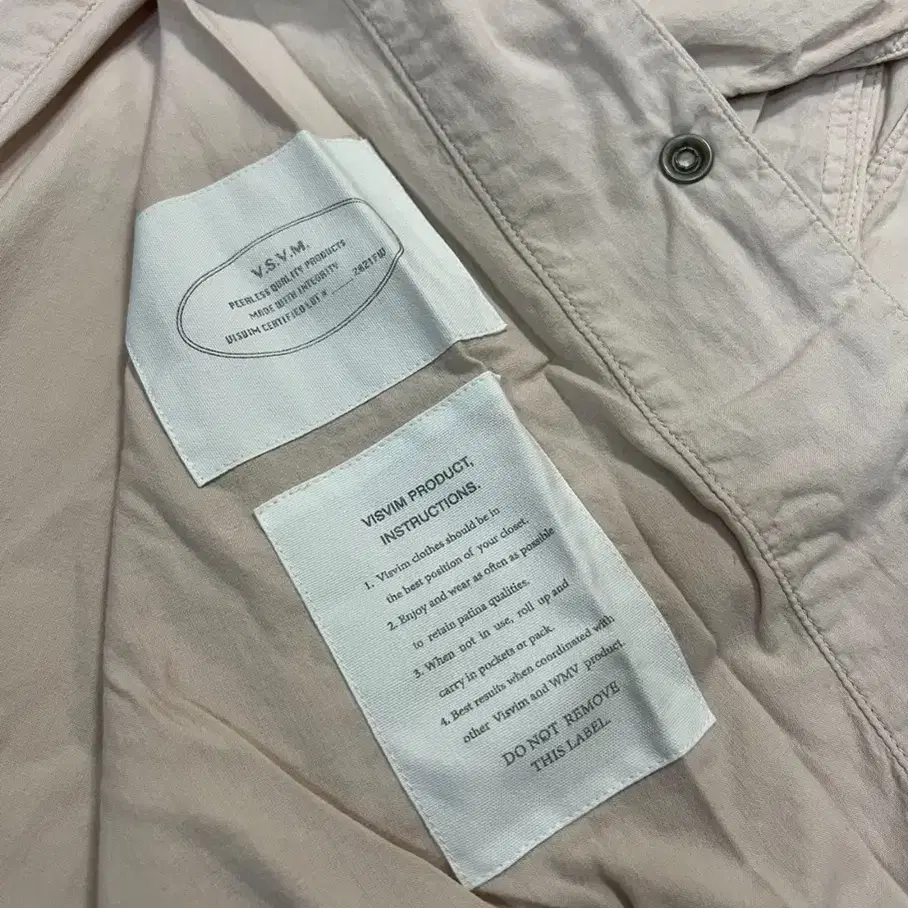 V.S.V.M.
PEERLESS QUALITY PRODUCTS
MADE WITH INTEGRITY
VISVIM CERTIFIED LOT # ...... 2821FW
VISVIM PRODUCT,
INSTRUCTIONS.
1. Visvim clothes should be in
the best position of your closet.
2. Enjoy and wear as often as possible
to retain patina qualities.
3. When not in use, roll up and
carry in pockets or pack.
4. Best results when coordinated with
other Visvim and WMV product.
DO NOT REMOVE
THIS LABEL.